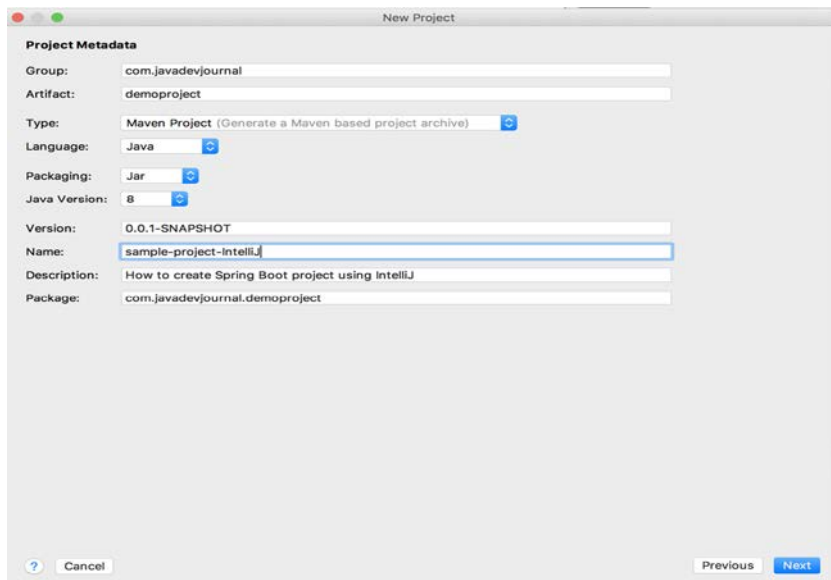 New Project
Project Metadata
Group: com.javadevjournal
Artifact: demoproject
Type: Maven Project (Generate a Maven based project archive)
Language: Java
Packaging: Jar
Java Version: 8
Version: 0.0.1-SNAPSHOT
Name: sample-project-IntelliJ
Description: How to create Spring Boot project using IntelliJ
Package: com.javadevjournal.demoproject
? Cancel Previous Next